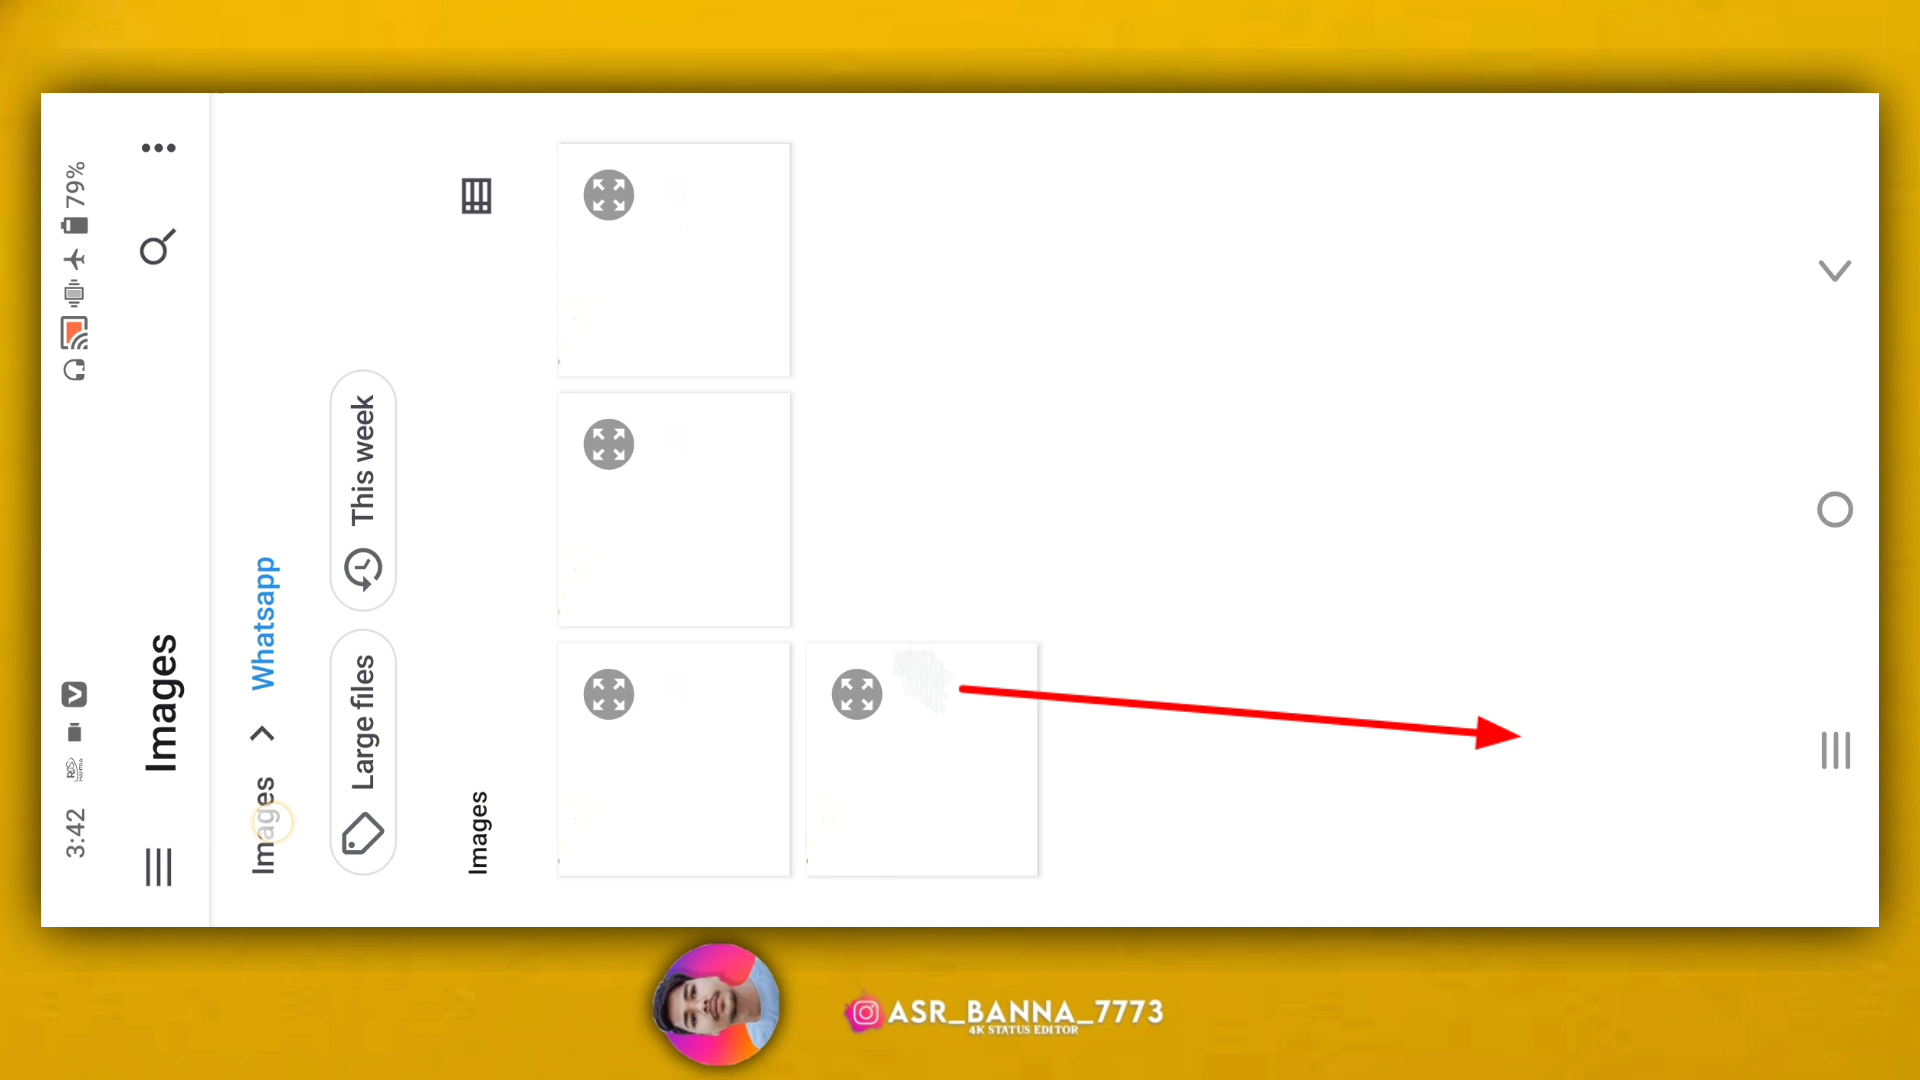 3:42
79%
Images
Images > Whatsapp
Large files
This week
Images
ASR_BANNA_7773
4K STATUS EDITOR